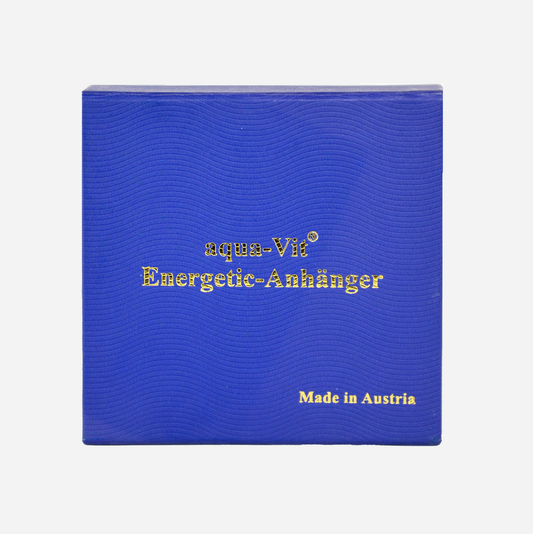 aqua-Vit®
Energetic-Anhänger
Made in Austria